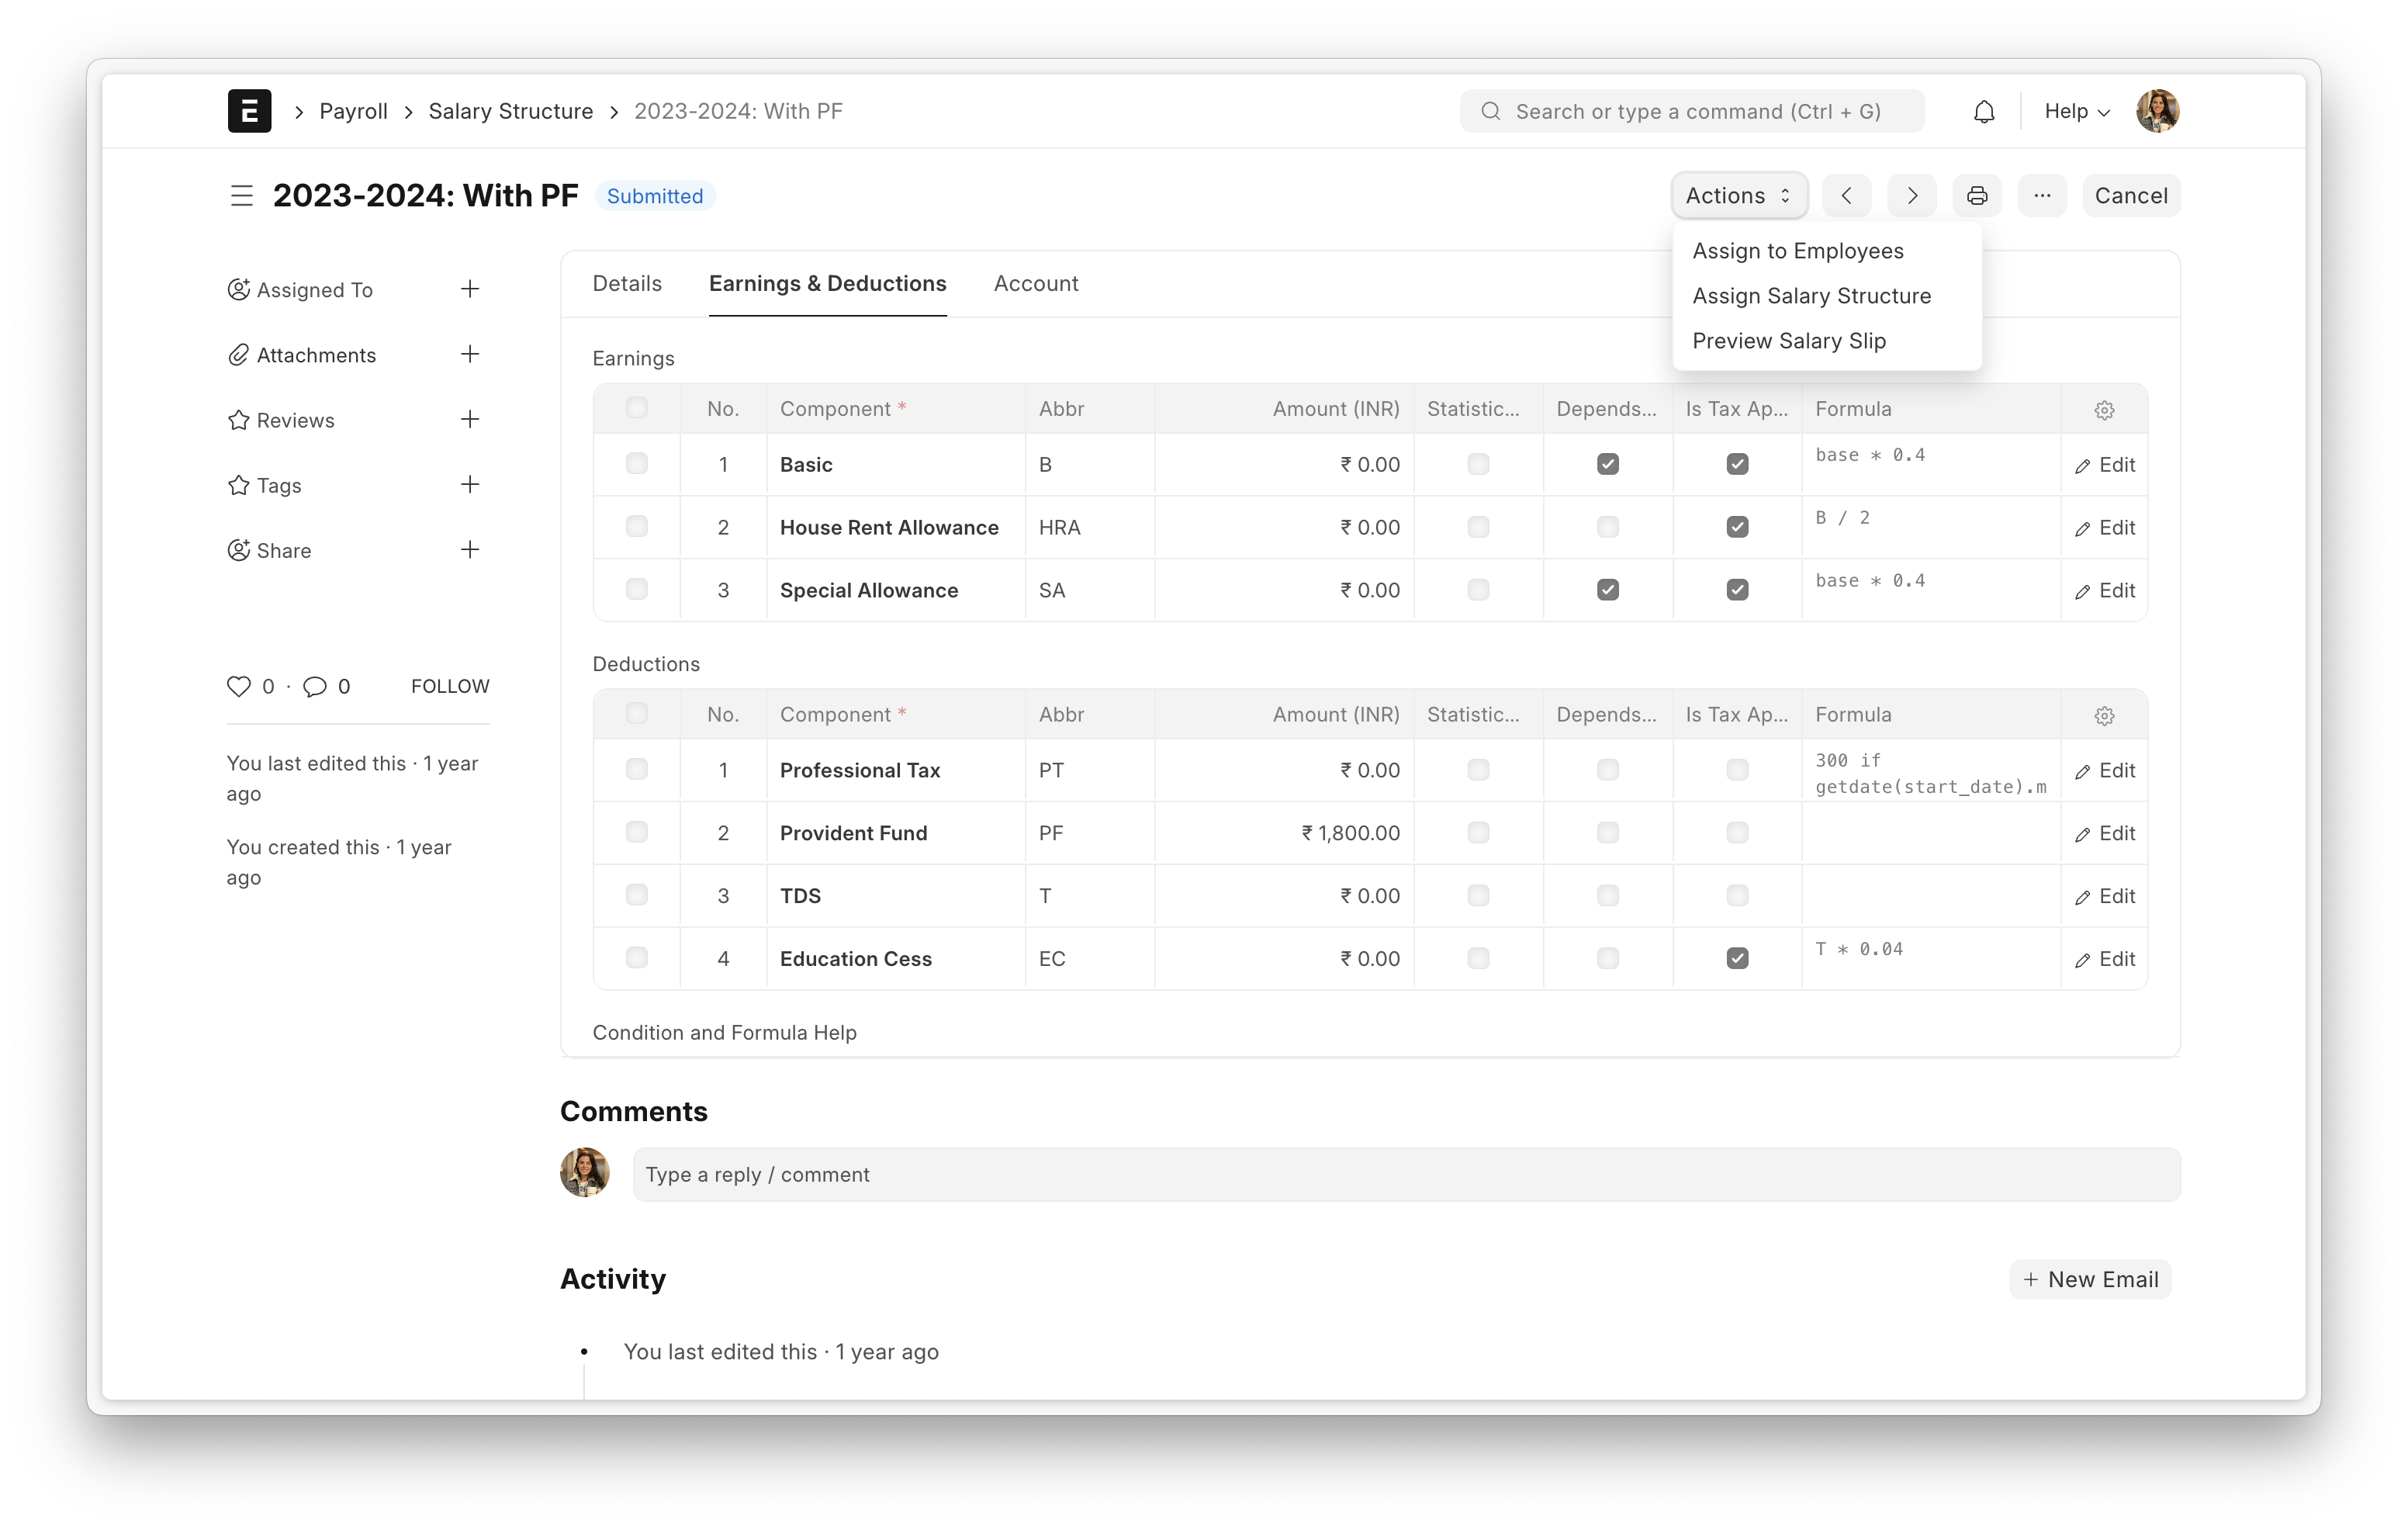 E > Payroll > Salary Structure > 2023-2024: With PF
Search or type a command (Ctrl + G)
Help
2023-2024: With PF
Submitted
Actions
···
Cancel
Assign to Employees
Assign Salary Structure
Preview Salary Slip
Assigned To +
Attachments +
Reviews +
Tags +
Share +
0 · 0 FOLLOW
You last edited this · 1 year
ago
You created this · 1 year
ago
Details Earnings & Deductions Account
Earnings
No. Component * Abbr Amount (INR) Statistic... Depends... Is Tax Ap... Formula
1 Basic B ₹ 0.00 base * 0.4 Edit
2 House Rent Allowance HRA ₹ 0.00 B / 2 Edit
3 Special Allowance SA ₹ 0.00 base * 0.4 Edit
Deductions
No. Component * Abbr Amount (INR) Statistic... Depends... Is Tax Ap... Formula
1 Professional Tax PT ₹ 0.00 300 if
getdate(start_date).m Edit
2 Provident Fund PF ₹ 1,800.00 Edit
3 TDS T ₹ 0.00 Edit
4 Education Cess EC ₹ 0.00 T * 0.04 Edit
Condition and Formula Help
Comments
Type a reply / comment
Activity
+ New Email
You last edited this · 1 year ago